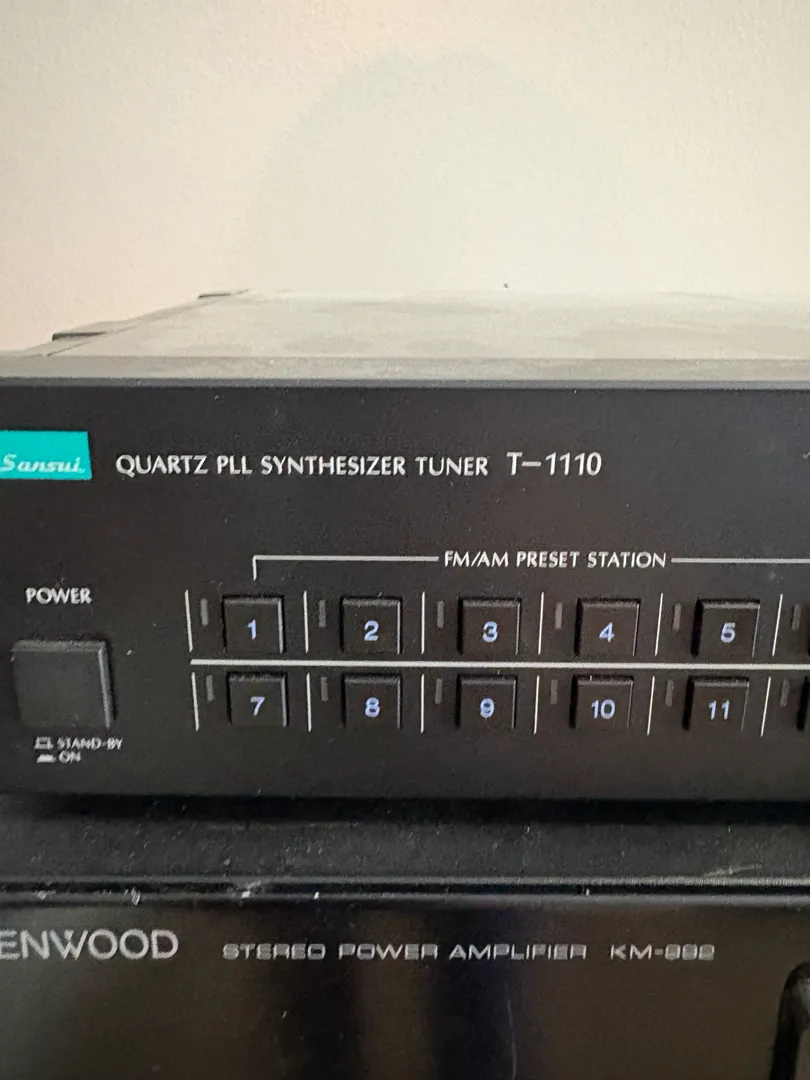 Sansui QUARTZ PLL SYNTHESIZER TUNER T-1110
FM/AM PRESET STATION
POWER
1 2 3 4 5
7 8 9 10 11
STAND-BY
ON
ENWOOD STEREO POWER AMPLIFIER KM-992